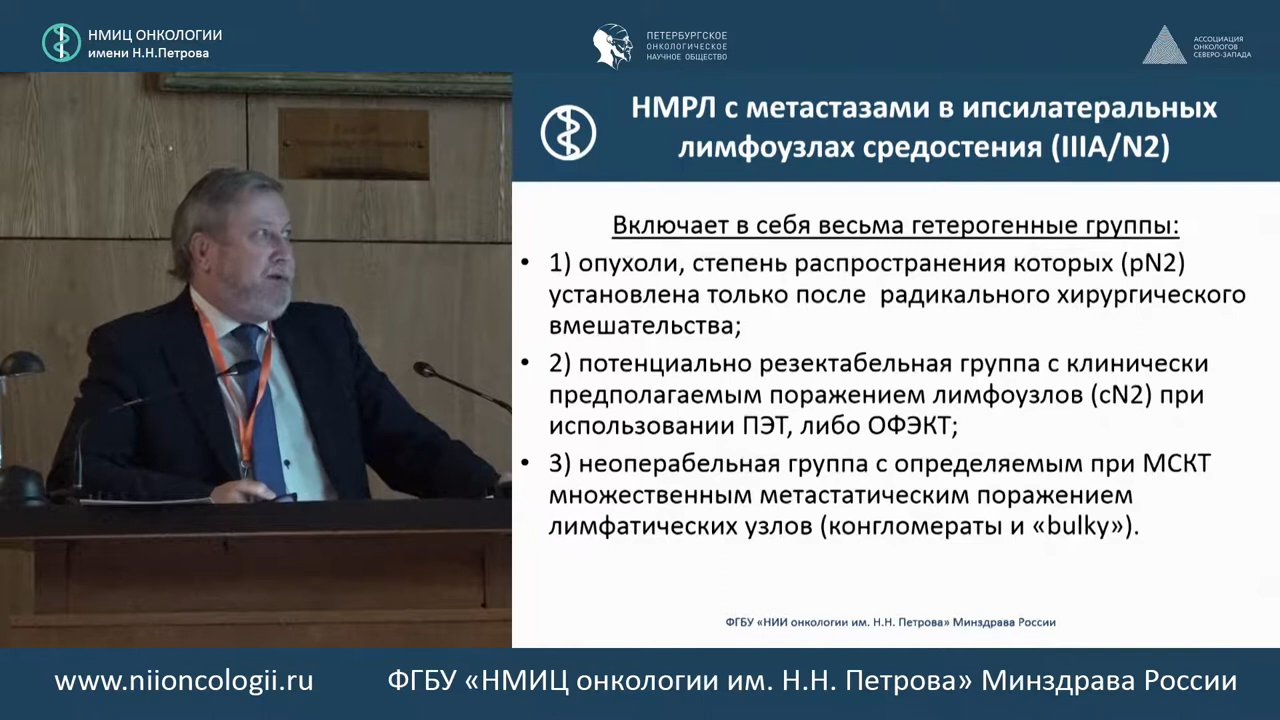 НМИЦ ОНКОЛОГИИ
имени Н.Н.Петрова
ПЕТЕРБУРГСКОЕ
ОНКОЛОГИЧЕСКОЕ
НАУЧНОЕ ОБЩЕСТВО
АССОЦИАЦИЯ
ОНКОЛОГОВ
СЕВЕРО-ЗАПАДА
НМРЛ с метастазами в ипсилатеральных
лимфоузлах средостения (IIIA/N2)
Включает в себя весьма гетерогенные группы:
• 1) опухоли, степень распространения которых (pN2)
установлена только после радикального хирургического
вмешательства;
• 2) потенциально резектабельная группа с клинически
предполагаемым поражением лимфоузлов (cN2) при
использовании ПЭТ, либо ОФЭКТ;
• 3) неоперабельная группа с определяемым при МСКТ
множественным метастатическим поражением
лимфатических узлов (конгломераты и «bulky»).
ФГБУ «НИИ онкологии им. Н.Н. Петрова» Минздрава России
www.niioncologii.ru
ФГБУ «НМИЦ онкологии им. Н.Н. Петрова» Минздрава России